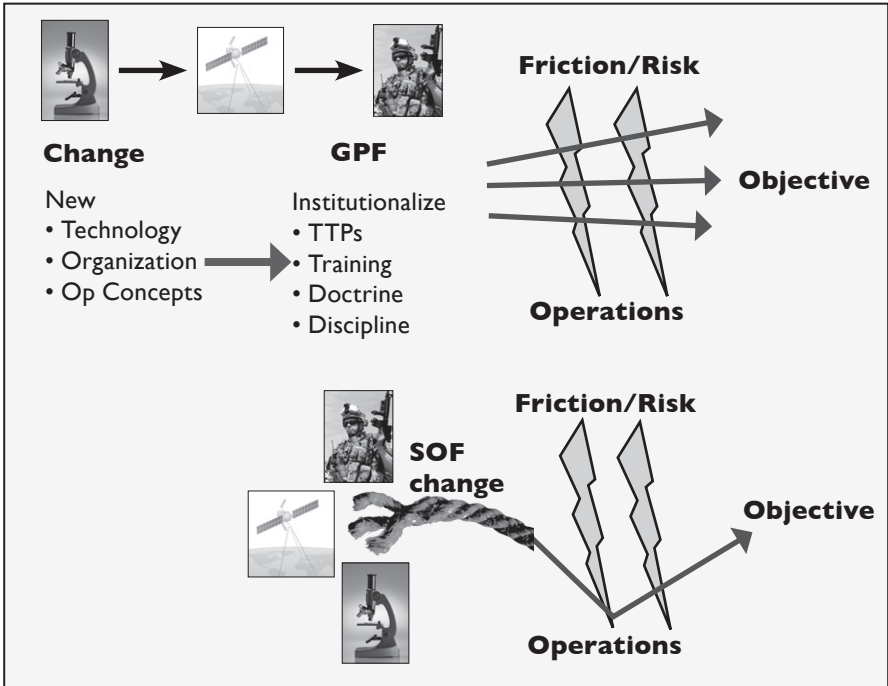 Friction/Risk
Change
GPF
Objective
New
• Technology
• Organization
• Op Concepts
Institutionalize
• TTPs
• Training
• Doctrine
• Discipline
Operations
Friction/Risk
SOF
change
Objective
Operations